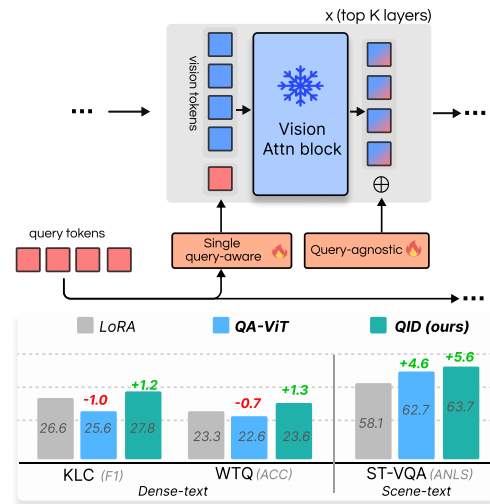 x (top K layers)
vision tokens
Vision
Attn block
query tokens
Single
query-aware
Query-agnostic
LoRA
QA-ViT
QID (ours)
-1.0
+1.2
-0.7
+1.3
+4.6
+5.6
26.6
25.6
27.8
23.3
22.6
23.6
58.1
62.7
63.7
KLC (F1)
WTQ (ACC)
ST-VQA (ANLS)
Dense-text
Scene-text